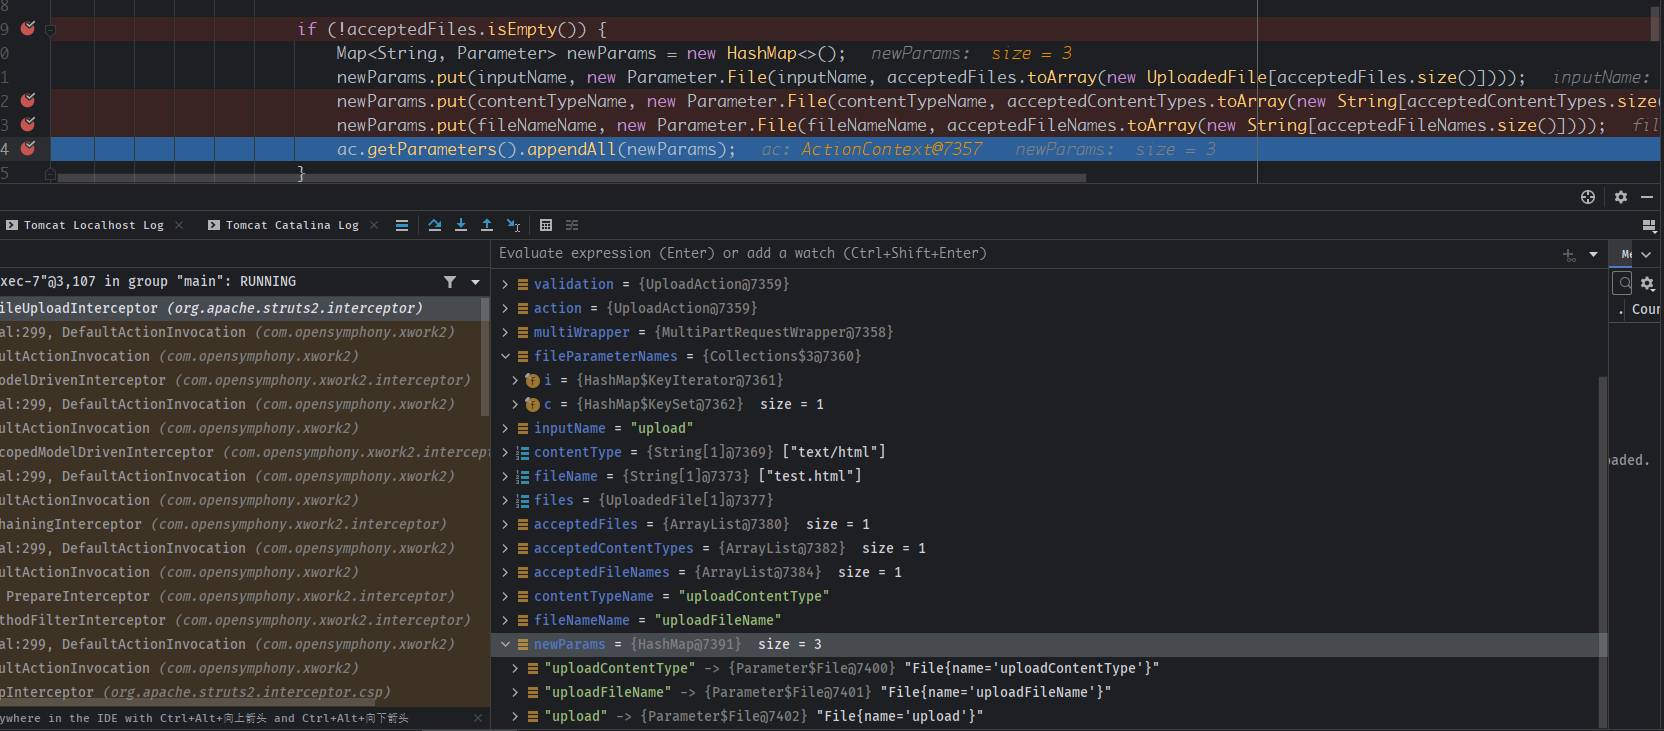 8
9 if (!acceptedFiles.isEmpty()) {
0 Map<String, Parameter> newParams = new HashMap<>(); newParams: size = 3
1 newParams.put(inputName, new Parameter.File(inputName, acceptedFiles.toArray(new UploadedFile[acceptedFiles.size()]))); inputName:
2 newParams.put(contentTypeName, new Parameter.File(contentTypeName, acceptedContentTypes.toArray(new String[acceptedContentTypes.size(
3 newParams.put(fileNameName, new Parameter.File(fileNameName, acceptedFileNames.toArray(new String[acceptedFileNames.size()]))); fil
4 ac.getParameters().appendAll(newParams); ac: ActionContext@7357 newParams: size = 3
5 }
Tomcat Localhost Log
Tomcat Catalina Log
Evaluate expression (Enter) or add a watch (Ctrl+Shift+Enter)
xec-7"@3,107 in group "main": RUNNING
ileUploadInterceptor (org.apache.struts2.interceptor)
al:299, DefaultActionInvocation (com.opensymphony.xwork2)
ultActionInvocation (com.opensymphony.xwork2)
odelDrivenInterceptor (com.opensymphony.xwork2.interceptor)
al:299, DefaultActionInvocation (com.opensymphony.xwork2)
ultActionInvocation (com.opensymphony.xwork2)
copedModelDrivenInterceptor (com.opensymphony.xwork2.intercept
al:299, DefaultActionInvocation (com.opensymphony.xwork2)
ultActionInvocation (com.opensymphony.xwork2)
hainingInterceptor (com.opensymphony.xwork2.interceptor)
al:299, DefaultActionInvocation (com.opensymphony.xwork2)
ultActionInvocation (com.opensymphony.xwork2)
PrepareInterceptor (com.opensymphony.xwork2.interceptor)
thodFilterInterceptor (com.opensymphony.xwork2.interceptor)
al:299, DefaultActionInvocation (com.opensymphony.xwork2)
ultActionInvocation (com.opensymphony.xwork2)
pInterceptor (org.apache.struts2.interceptor.csp)
ywhere in the IDE with Ctrl+Alt+向上箭头 and Ctrl+Alt+向下箭头
validation = {UploadAction@7359}
action = {UploadAction@7359}
multiWrapper = {MultiPartRequestWrapper@7358}
fileParameterNames = {Collections$3@7360}
i = {HashMap$KeyIterator@7361}
c = {HashMap$KeySet@7362} size = 1
inputName = "upload"
contentType = {String[1]@7369} ["text/html"]
fileName = {String[1]@7373} ["test.html"]
files = {UploadedFile[1]@7377}
acceptedFiles = {ArrayList@7380} size = 1
acceptedContentTypes = {ArrayList@7382} size = 1
acceptedFileNames = {ArrayList@7384} size = 1
contentTypeName = "uploadContentType"
fileNameName = "uploadFileName"
newParams = {HashMap@7391} size = 3
"uploadContentType" -> {Parameter$File@7400} "File{name='uploadContentType'}"
"uploadFileName" -> {Parameter$File@7401} "File{name='uploadFileName'}"
"upload" -> {Parameter$File@7402} "File{name='upload'}"
Me
. Cour
oaded.